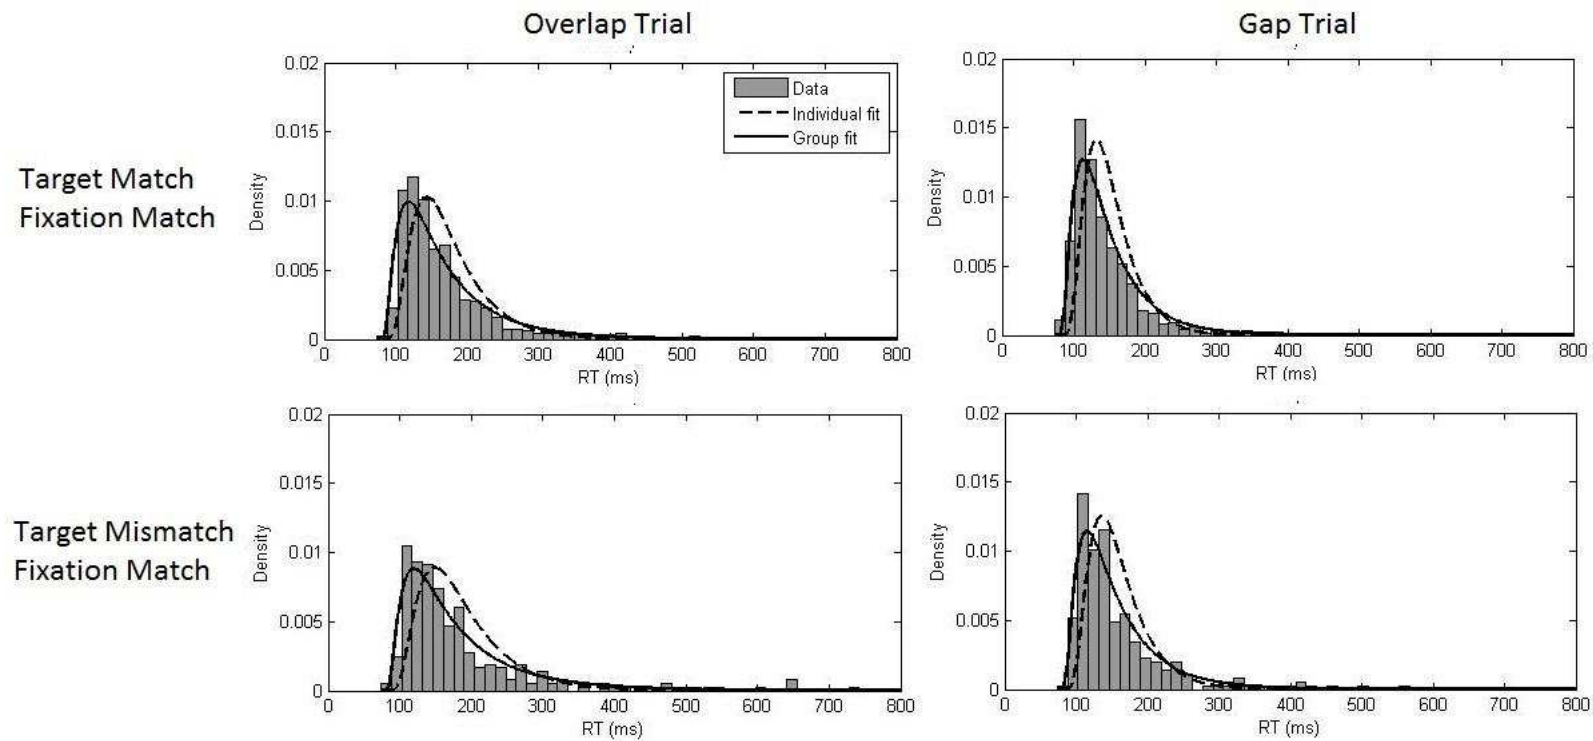 Overlap Trial
Gap Trial
Target Match
Fixation Match
0.02
0.015
0.01
0.005
0
Density
0 100 200 300 400 500 600 700 800
RT (ms)
Data
Individual fit
Group fit
0.02
0.015
0.01
0.005
0
Density
0 100 200 300 400 500 600 700 800
RT (ms)
Target Mismatch
Fixation Match
0.02
0.015
0.01
0.005
0
Density
0 100 200 300 400 500 600 700 800
RT (ms)
0.02
0.015
0.01
0.005
0
Density
0 100 200 300 400 500 600 700 800
RT (ms)